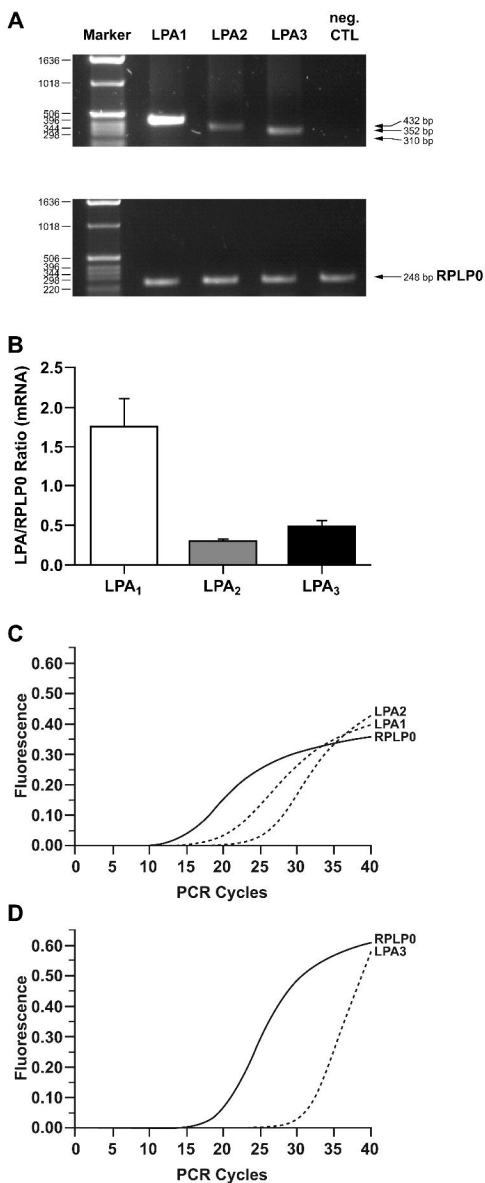 A
Marker LPA1 LPA2 LPA3 neg. CTL
1636
1018
506
396
344
298
432 bp
352 bp
310 bp
1636
1018
506
396
344
298
220
248 bp RPLP0
B
LPA/RPLP0 Ratio (mRNA)
2.5
2.0
1.5
1.0
0.5
0.0
LPA1 LPA2 LPA3
C
Fluorescence
0.60
0.50
0.40
0.30
0.20
0.10
0.00
LPA2
LPA1
RPLP0
0 5 10 15 20 25 30 35 40
PCR Cycles
D
Fluorescence
0.60
0.50
0.40
0.30
0.20
0.10
0.00
RPLP0
LPA3
0 5 10 15 20 25 30 35 40
PCR Cycles